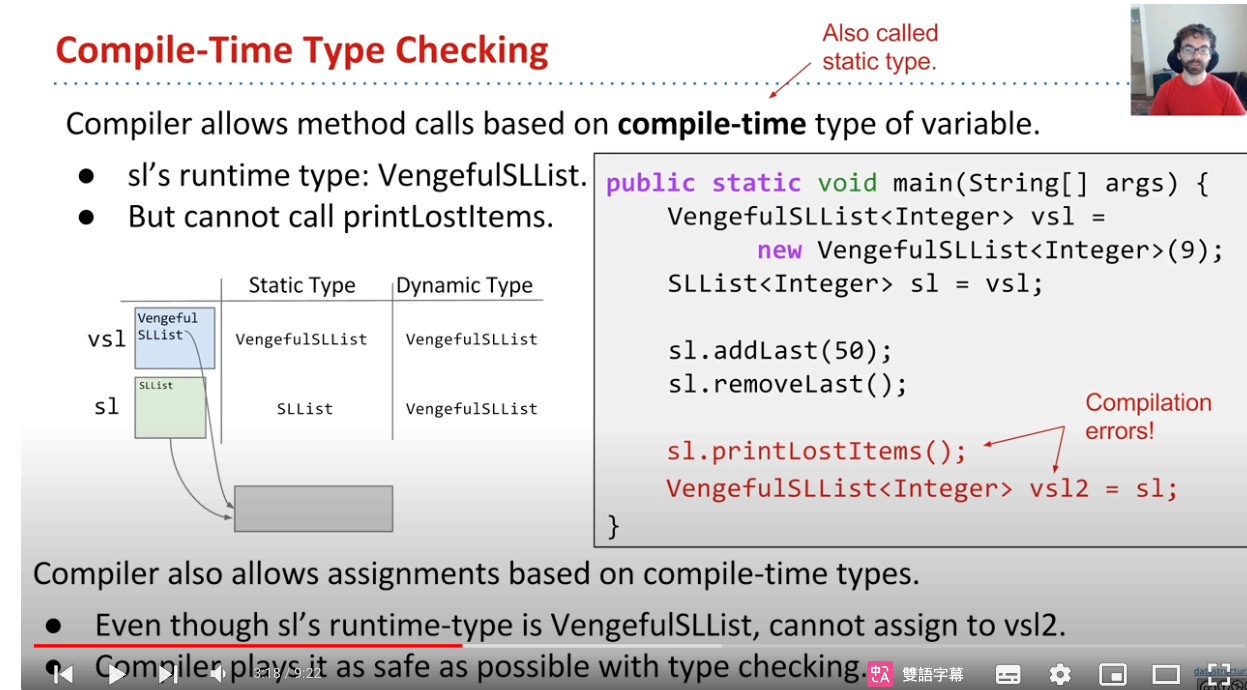 Compile-Time Type Checking
Also called
static type.
Compiler allows method calls based on compile-time type of variable.
● sl's runtime type: VengefulSLList.
● But cannot call printLostItems.
Static Type
Dynamic Type
vsl
Vengeful
SLList
VengefulSLList
VengefulSLList
sl
SLList
SLList
VengefulSLList
public static void main(String[] args) {
VengefulSLList<Integer> vsl =
new VengefulSLList<Integer>(9);
SLList<Integer> sl = vsl;
sl.addLast(50);
sl.removeLast();
Compilation
errors!
sl.printLostItems();
VengefulSLList<Integer> vsl2 = sl;
}
Compiler also allows assignments based on compile-time types.
● Even though sl's runtime-type is VengefulSLList, cannot assign to vsl2.
● Compiler plays it as safe as possible with type checking.
3:18 / 9:22
中A 雙語字幕